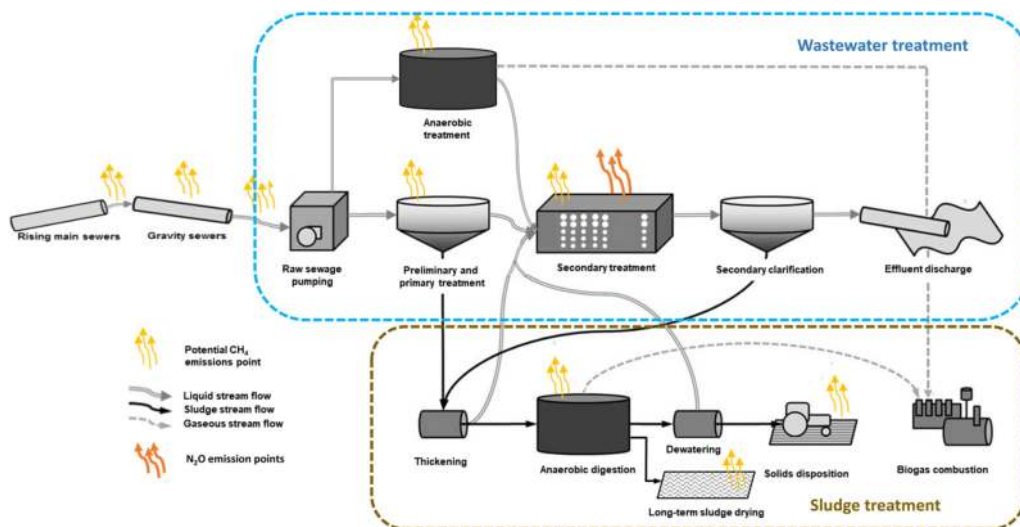 Wastewater treatment
Anaerobic
treatment
Rising main sewers
Gravity sewers
Raw sewage
pumping
Preliminary and
primary treatment
Secondary treatment
Secondary clarification
Effluent discharge
Potential CH₄
emissions point
Liquid stream flow
Sludge stream flow
Gaseous stream flow
N₂O emission points
Thickening
Anaerobic digestion
Dewatering
Solids disposition
Biogas combustion
Long-term sludge drying
Sludge treatment